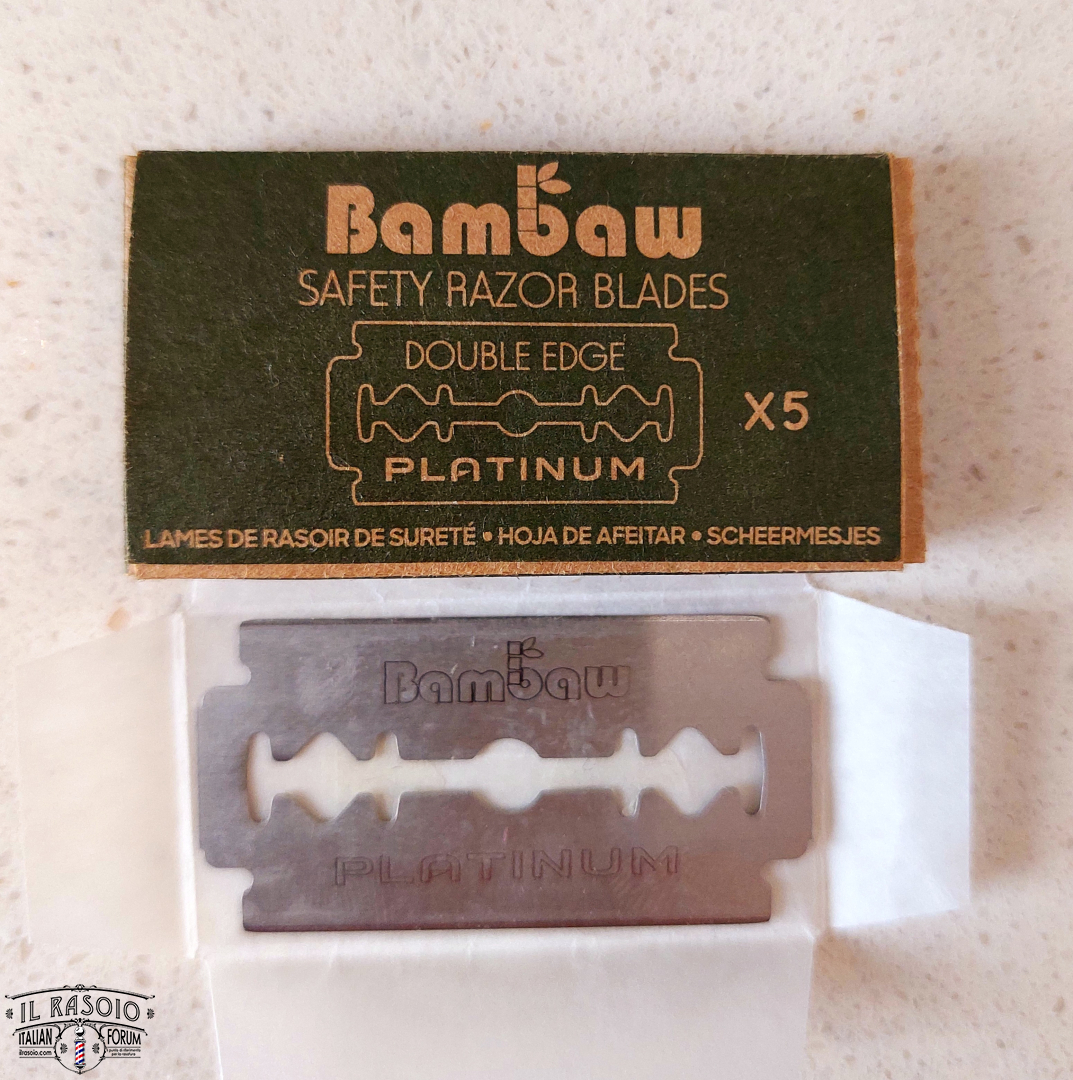 Bambaw
SAFETY RAZOR BLADES
DOUBLE EDGE
X5
PLATINUM
LAMES DE RASOIR DE SURETÉ • HOJA DE AFEITAR • SCHEERMESJES
Bambaw
PLATINUM
IL RASOIO
ITALIAN FORUM
ilrasoio.com